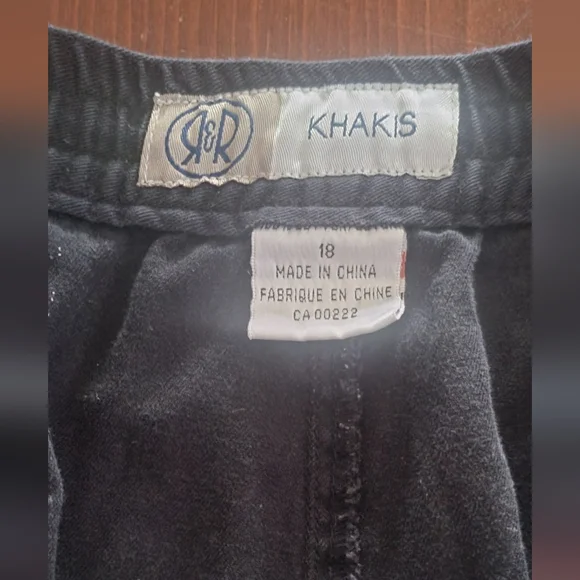 R&R KHAKIS
18
MADE IN CHINA
FABRIQUE EN CHINE
CA 00222